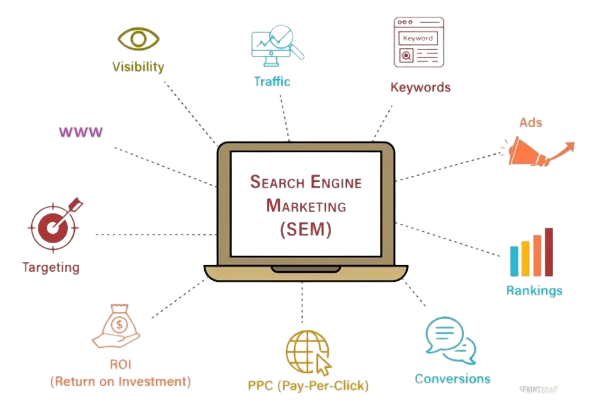 Visibility
Traffic
Keyword
Keywords
WWW
Ads
SEARCH ENGINE
MARKETING
(SEM)
Targeting
Rankings
ROI
(Return on Investment)
PPC (Pay-Per-Click)
Conversions